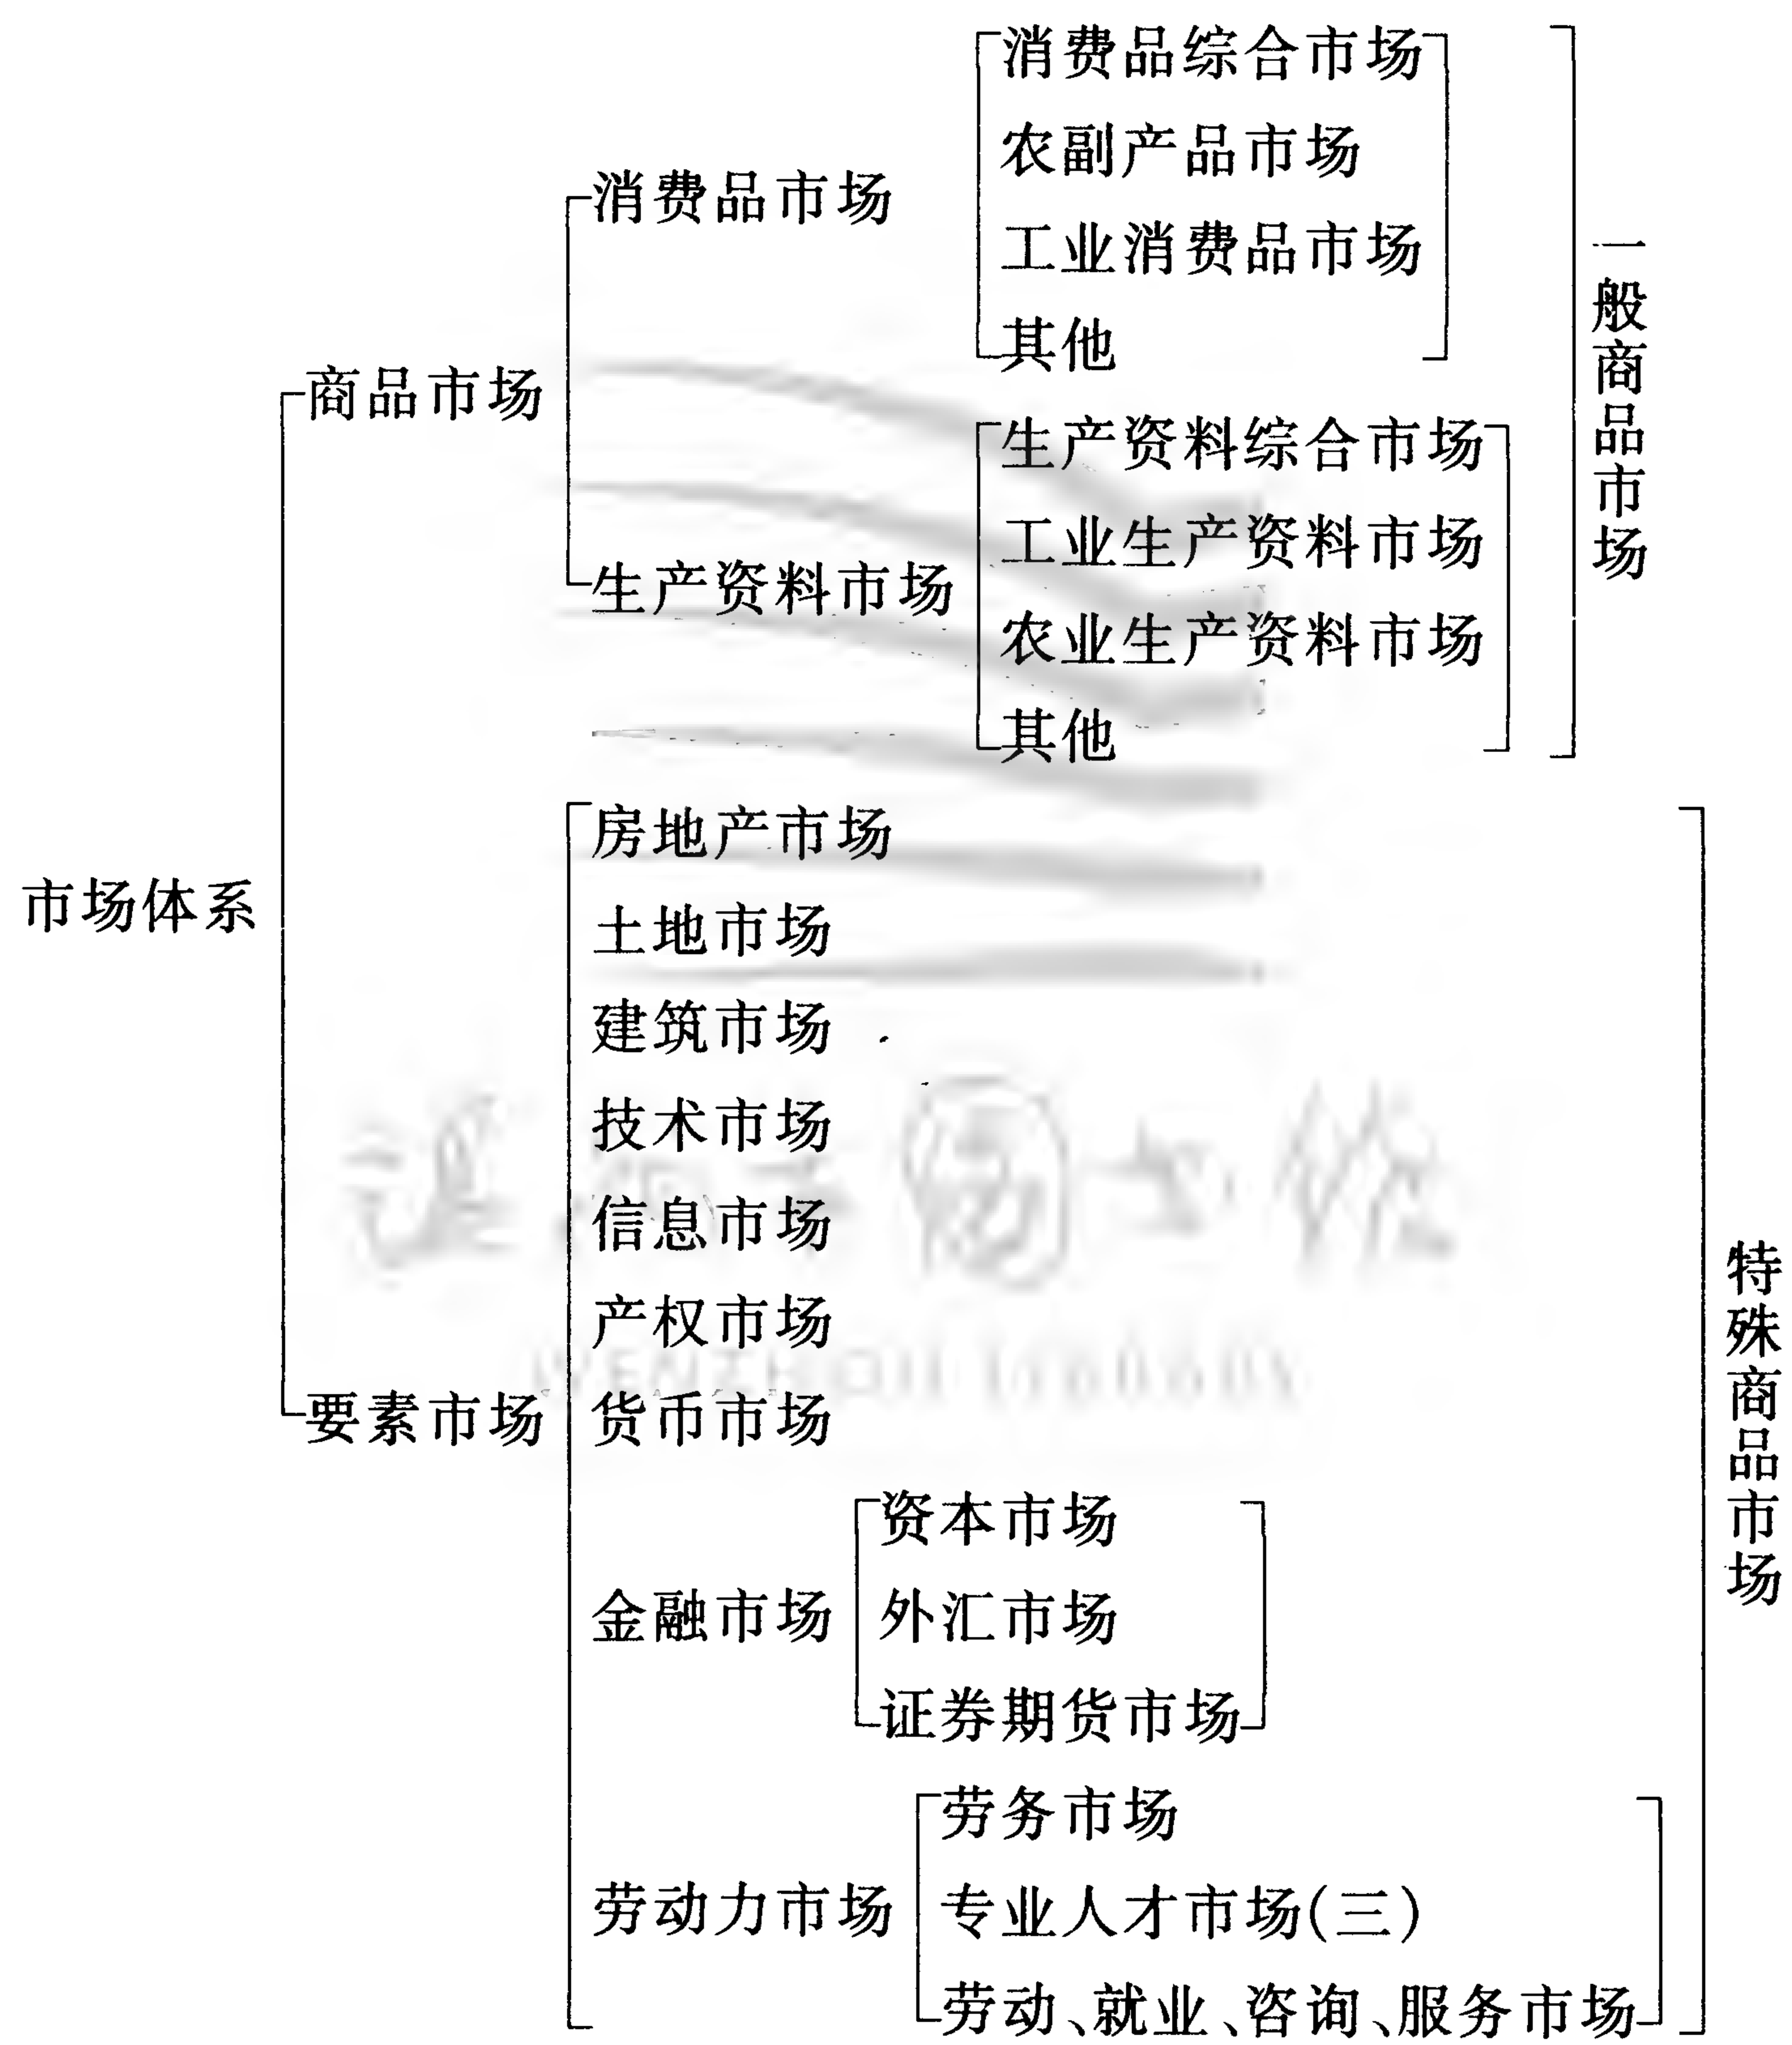 市场体系
商品市场
消费品市场
消费品综合市场
农副产品市场
工业消费品市场
其他
生产资料市场
生产资料综合市场
工业生产资料市场
农业生产资料市场
其他
一般商品市场
要素市场
房地产市场
土地市场
建筑市场
技术市场
信息市场
产权市场
货币市场
金融市场
资本市场
外汇市场
证券期货市场
劳动力市场
劳务市场
专业人才市场(三)
劳动、就业、咨询、服务市场
特殊商品市场